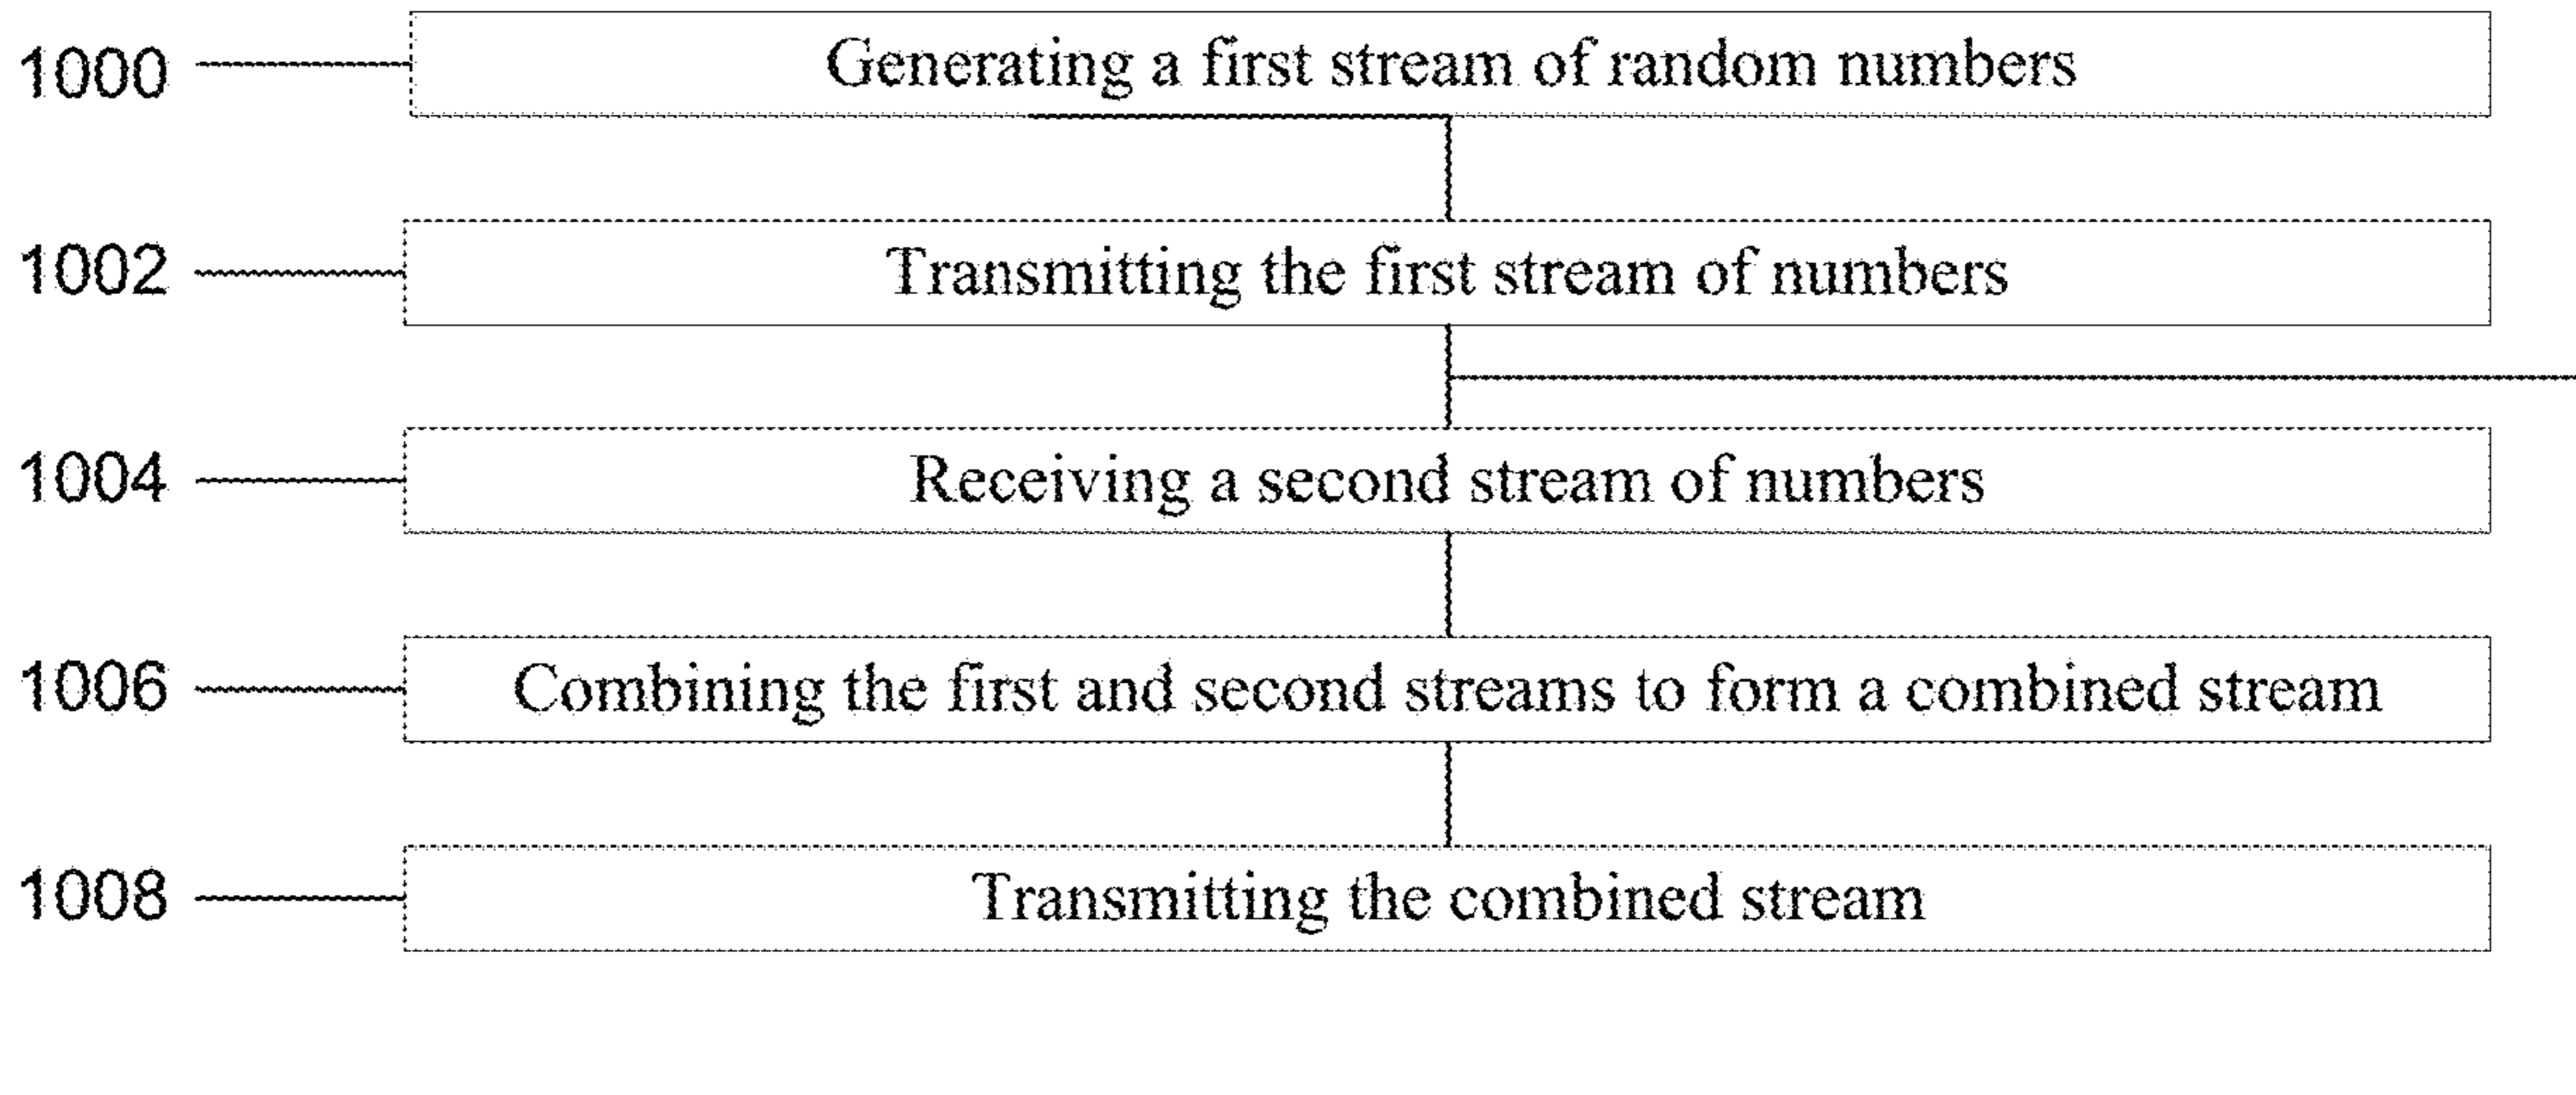 1000 Generating a first stream of random numbers
1002 Transmitting the first stream of numbers
1004 Receiving a second stream of numbers
1006 Combining the first and second streams to form a combined stream
1008 Transmitting the combined stream